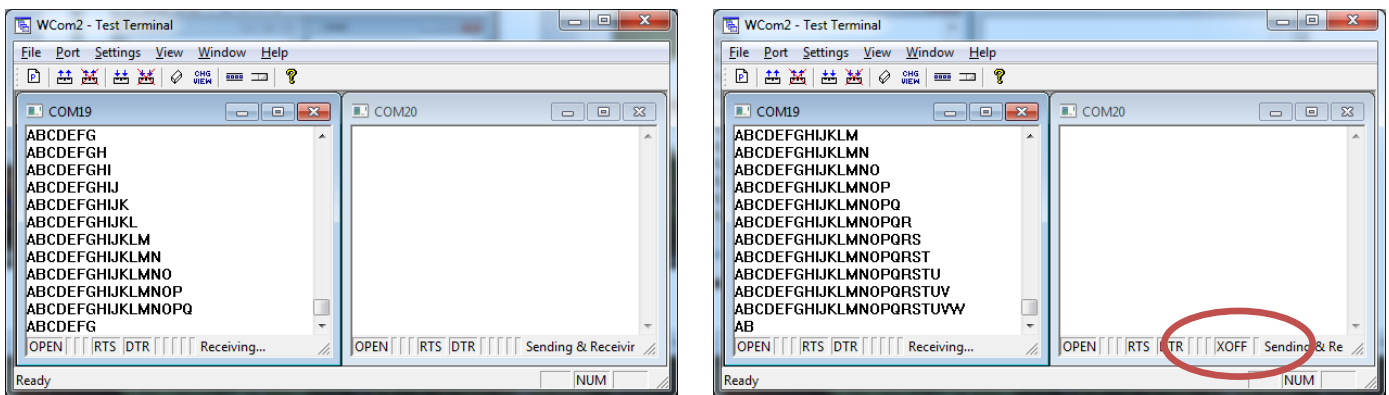 WCom2 - Test Terminal
File Port Settings View Window Help
P CHG VIEW ?
COM19
ABCDEFG
ABCDEFGH
ABCDEFGHI
ABCDEFGHIJ
ABCDEFGHIJK
ABCDEFGHIJKL
ABCDEFGHIJKLM
ABCDEFGHIJKLMN
ABCDEFGHIJKLMNO
ABCDEFGHIJKLMNOP
ABCDEFGHIJKLMNOPQ
ABCDEFG
OPEN RTS DTR Receiving...
COM20
OPEN RTS DTR Sending & Receivir
Ready NUM
WCom2 - Test Terminal
File Port Settings View Window Help
P CHG VIEW ?
COM19
ABCDEFGHIJKLM
ABCDEFGHIJKLMN
ABCDEFGHIJKLMNO
ABCDEFGHIJKLMNOP
ABCDEFGHIJKLMNOPQ
ABCDEFGHIJKLMNOPQR
ABCDEFGHIJKLMNOPQRS
ABCDEFGHIJKLMNOPQRST
ABCDEFGHIJKLMNOPQRSTU
ABCDEFGHIJKLMNOPQRSTUV
ABCDEFGHIJKLMNOPQRSTUVW
AB
OPEN RTS DTR Receiving...
COM20
OPEN RTS DTR XOFF Sending & Re
Ready NUM